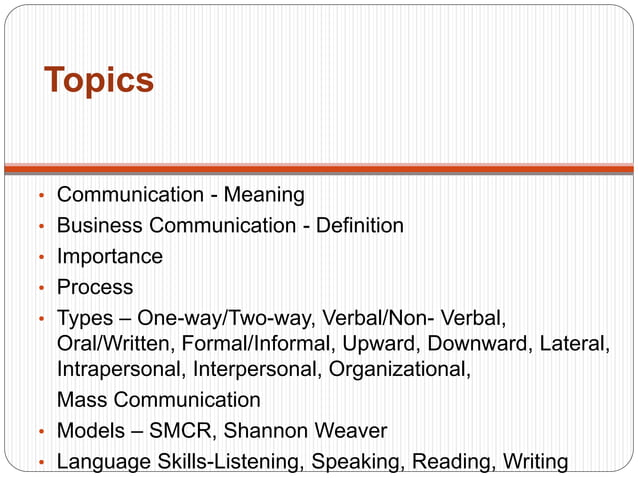 Topics
• Communication - Meaning
• Business Communication - Definition
• Importance
• Process
• Types – One-way/Two-way, Verbal/Non- Verbal,
Oral/Written, Formal/Informal, Upward, Downward, Lateral,
Intrapersonal, Interpersonal, Organizational,
Mass Communication
• Models – SMCR, Shannon Weaver
• Language Skills-Listening, Speaking, Reading, Writing